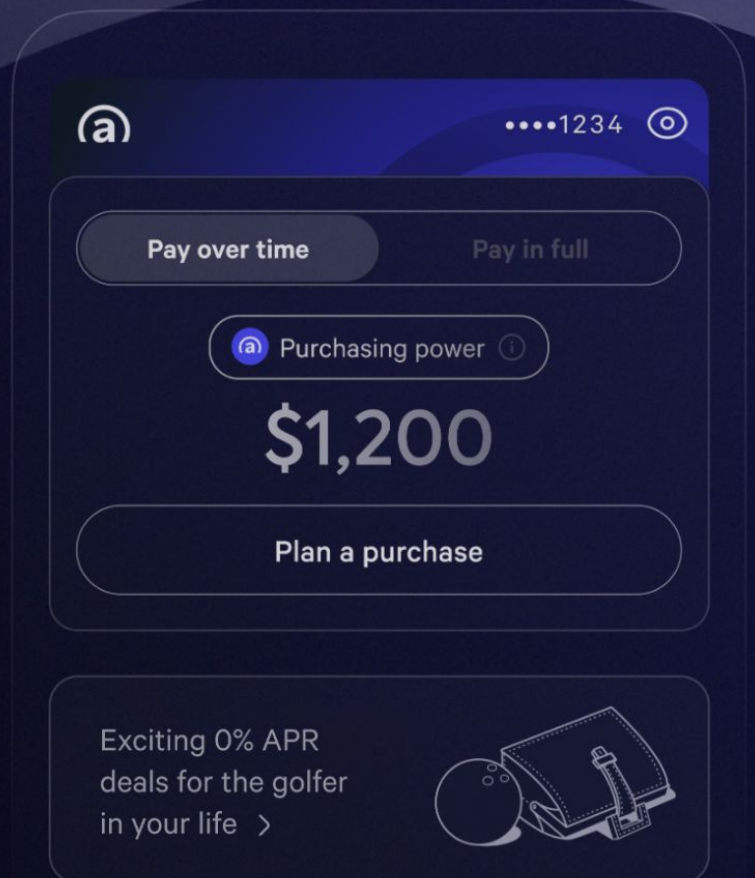 a
••••1234
Pay over time
Pay in full
a Purchasing power i
$1,200
Plan a purchase
Exciting 0% APR
deals for the golfer
in your life >